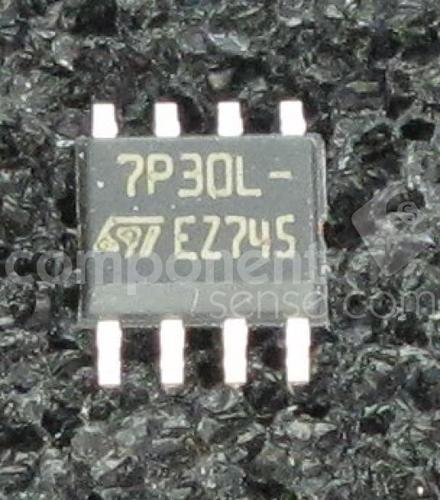 7P30L-
ST EZ745
component
sense.com